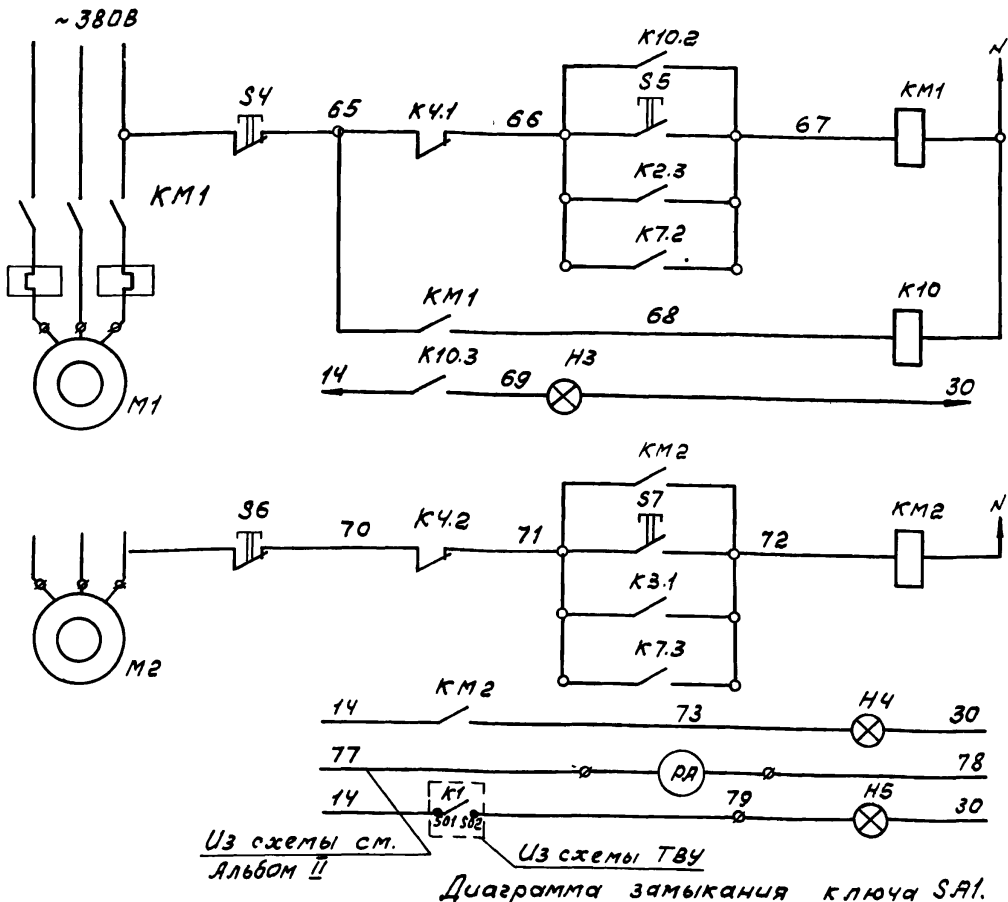 ~380В
N
К10.2
S4
65
К4.1
66
S5
67
КМ1
КМ1
К2.3
К7.2
КМ1
68
К10
М1
14
К10.3
69
Н3
30
КМ2
S6
70
К4.2
71
S7
72
КМ2
N
К3.1
М2
К7.3
14
КМ2
73
Н4
30
77
РА
78
14
К1
S01 S02
79
Н5
30
Из схемы см.
Альбом II
Из схемы ТВУ
Диаграмма замыкания ключа SA1.